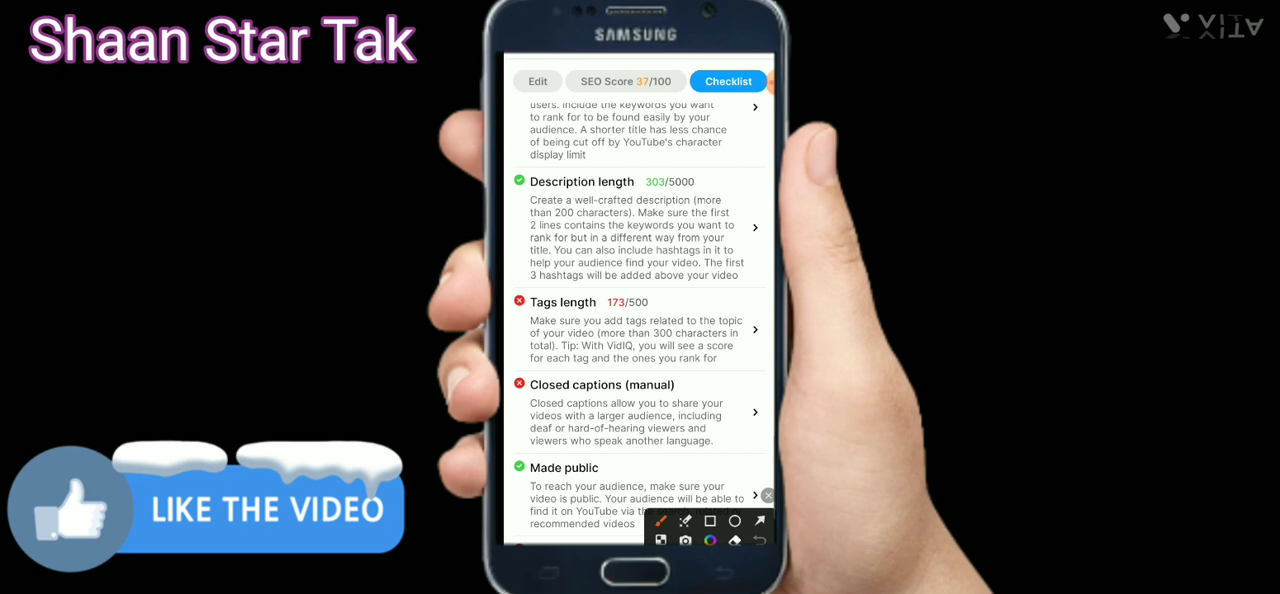 Shaan Star Tak
VITA
SAMSUNG
Edit
SEO Score 37/100
Checklist
users. Include the keywords you want
to rank for to be found easily by your
audience. A shorter title has less chance
of being cut off by YouTube's character
display limit
Description length 303/5000
Create a well-crafted description (more
than 200 characters). Make sure the first
2 lines contains the keywords you want to
rank for but in a different way from your
title. You can also include hashtags in it to
help your audience find your video. The first
3 hashtags will be added above your video
Tags length 173/500
Make sure you add tags related to the topic
of your video (more than 300 characters in
total). Tip: With VidIQ, you will see a score
for each tag and the ones you rank for
Closed captions (manual)
Closed captions allow you to share your
videos with a larger audience, including
deaf or hard-of-hearing viewers and
viewers who speak another language.
Made public
To reach your audience, make sure your
video is public. Your audience will be able to
find it on YouTube via
recommended videos
LIKE THE VIDEO